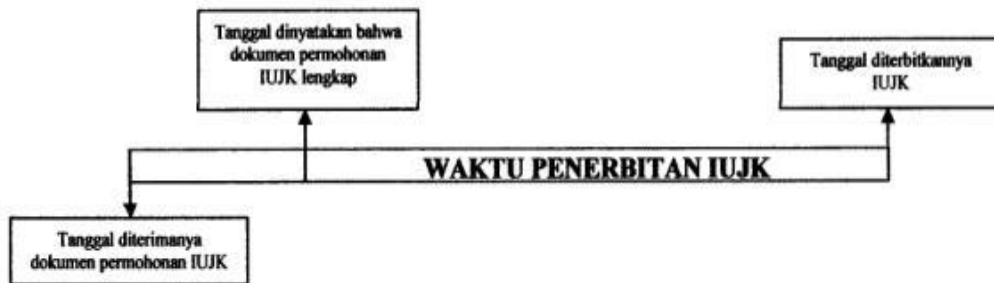 Tanggal dinyatakan bahwa
dokumen permohonan
IUJK lengkap
Tanggal diterbitkannya
IUJK
WAKTU PENERBITAN IUJK
Tanggal diterimanya
dokumen permohonan IUJK